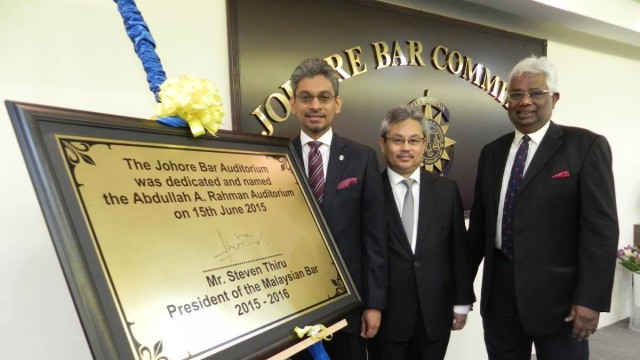 JOHORE BAR COMMI
The Johore Bar Auditorium
was dedicated and named
the Abdullah A. Rahman Auditorium
on 15th June 2015
Mr. Steven Thiru
President of the Malaysian Bar
2015 - 2016